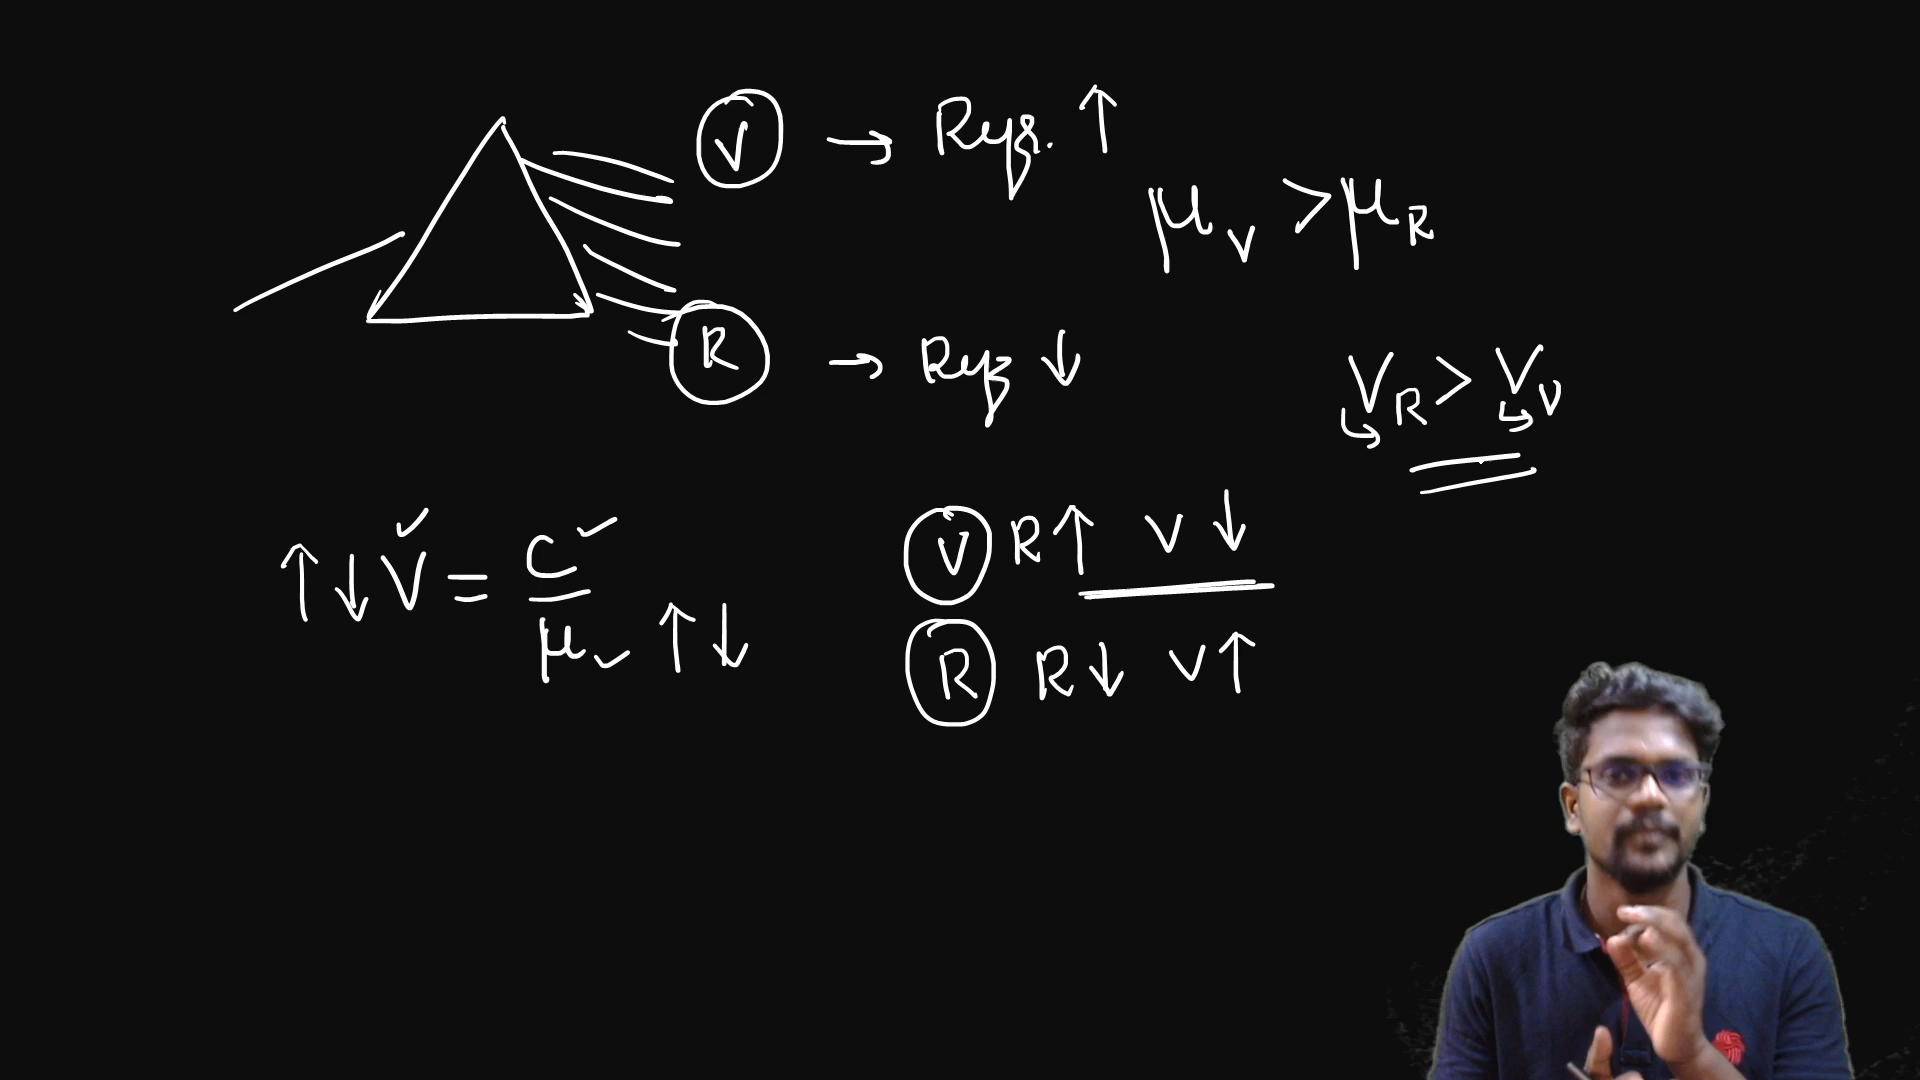 V → Refr. ↑
μV > μR
R → Refr ↓
VR > VV
↑↓ V = C/μ ↑↓
V R↑ V↓
R R↓ V↑